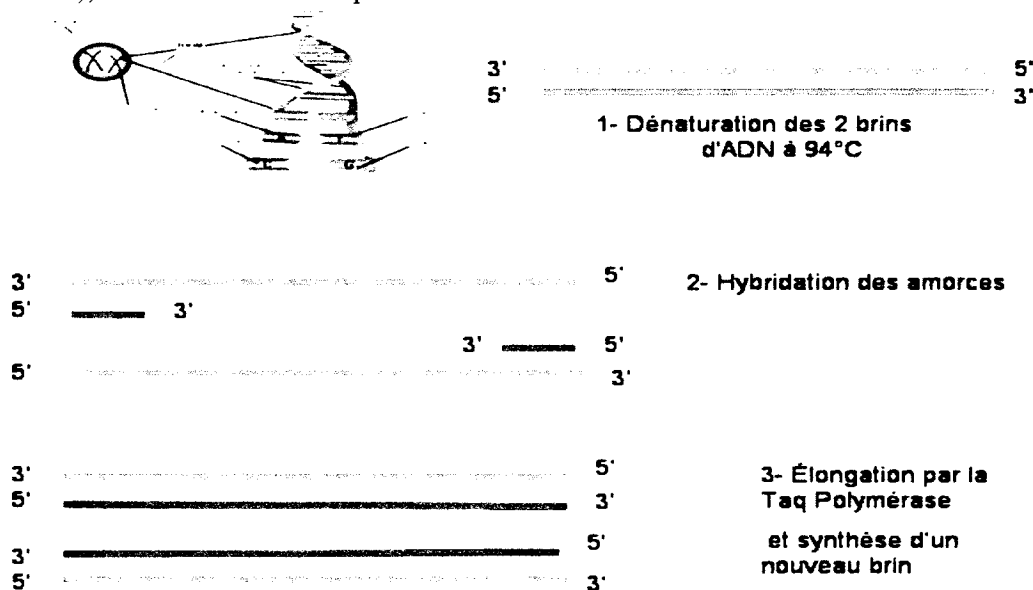 3' 5'
5' 3'
1- Dénaturation des 2 brins
d'ADN à 94°C
3' 5'
2- Hybridation des amorces
5' 3'
3' 5'
5' 3'
3' 5'
3- Élongation par la
5' 3'
Taq Polymérase
3' 5'
et synthèse d'un
nouveau brin
5' 3'